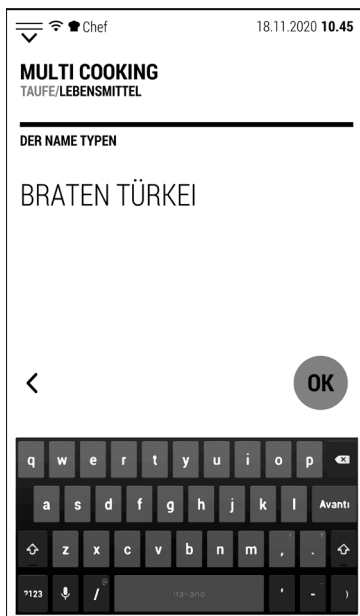 Chef 18.11.2020 10.45
MULTI COOKING
TAUFE/LEBENSMITTEL
DER NAME TYPEN
BRATEN TÜRKEI
OK
q w e r t y u i o p
a s d f g h j k l Avanti
z x c v b n m , .
?123 / @ italiano ' - )